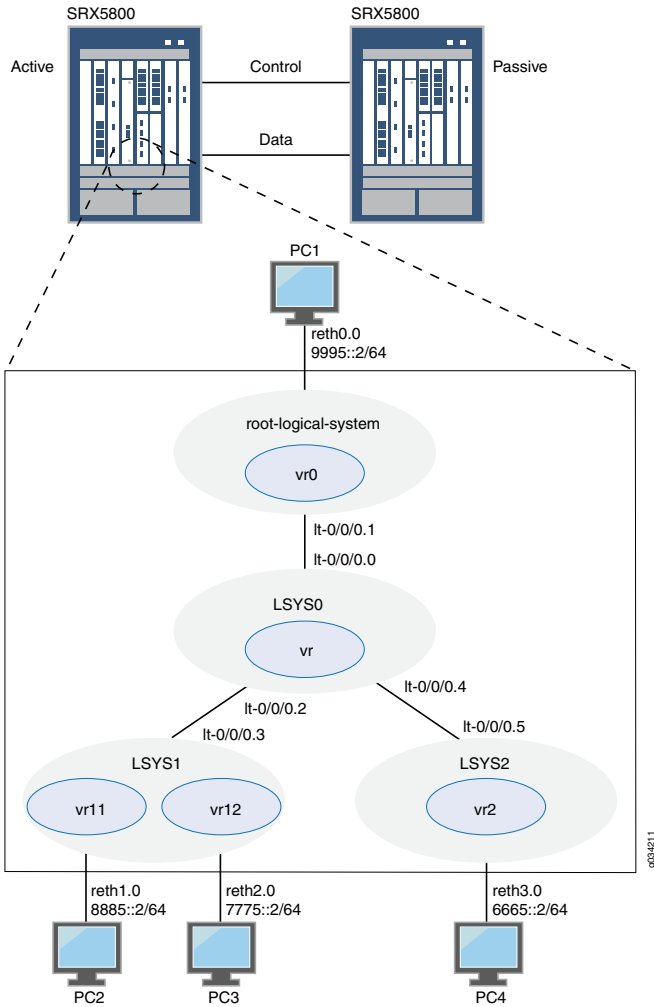 SRX5800
SRX5800
Active
Control
Passive
Data
PC1
reth0.0
9995::2/64
root-logical-system
vr0
lt-0/0/0.1
lt-0/0/0.0
LSYS0
vr
lt-0/0/0.4
lt-0/0/0.2
lt-0/0/0.5
lt-0/0/0.3
LSYS1
LSYS2
vr11
vr12
vr2
g034211
reth1.0
8885::2/64
reth2.0
7775::2/64
reth3.0
6665::2/64
PC2
PC3
PC4